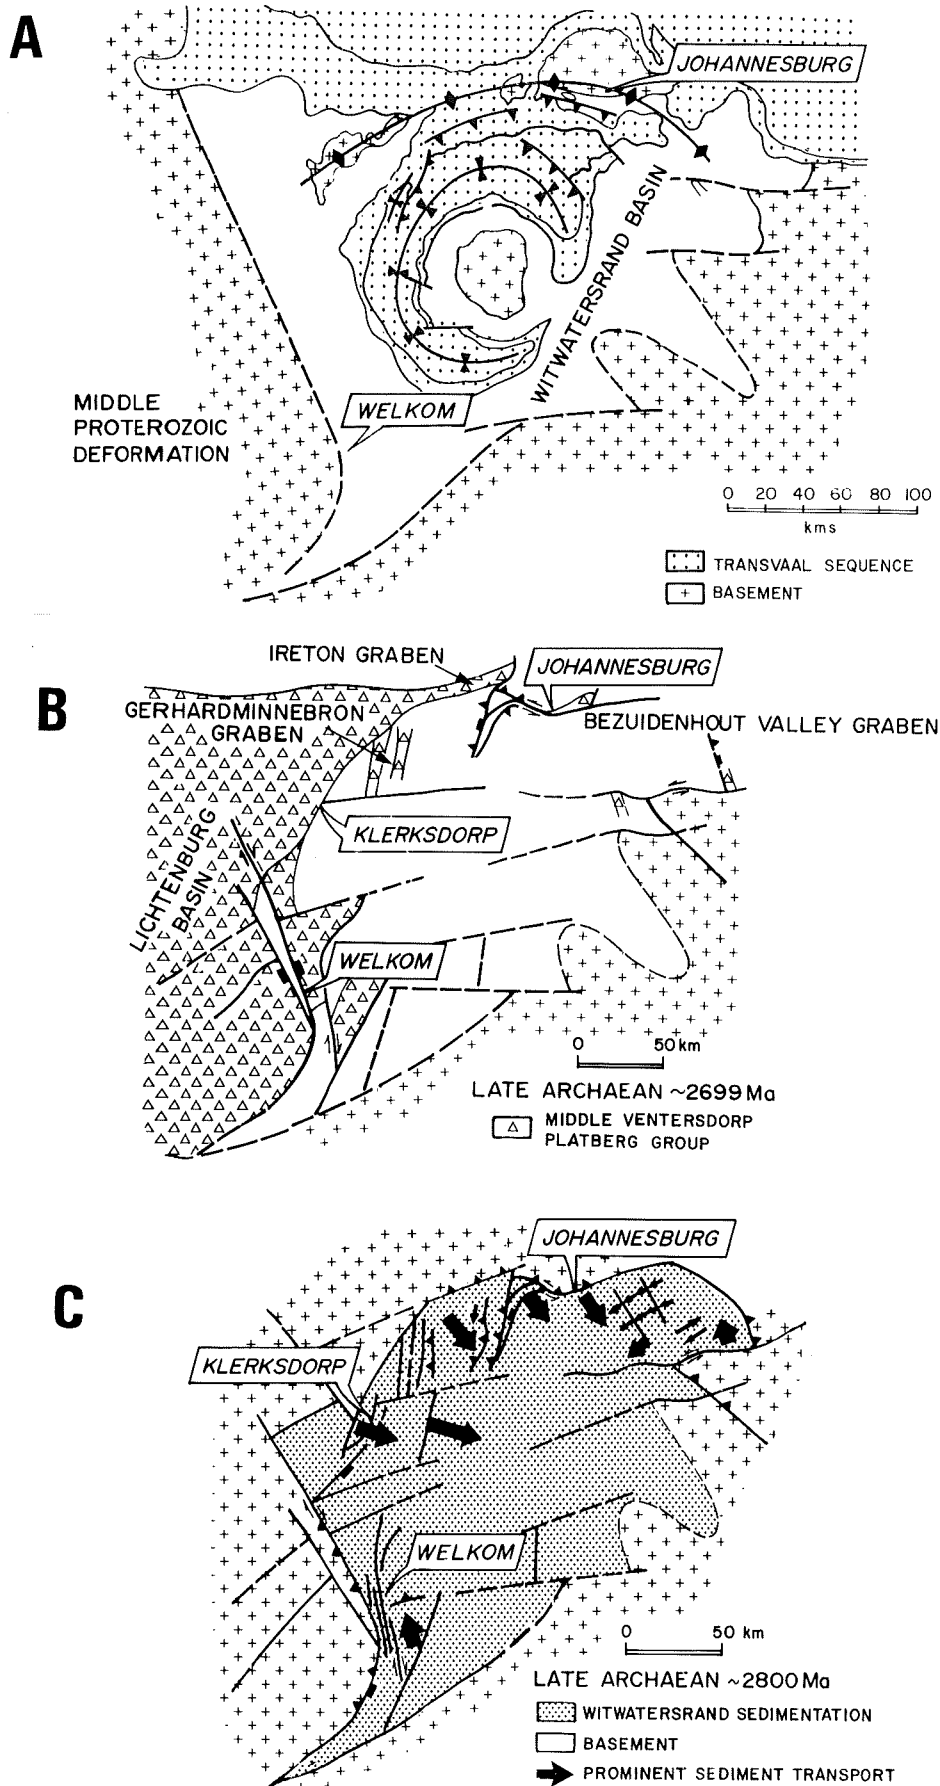 A
JOHANNESBURG
WITWATERSRAND BASIN
MIDDLE
PROTEROZOIC
DEFORMATION
WELKOM
0 20 40 60 80 100
kms
TRANSVAAL SEQUENCE
+ BASEMENT
B
IRETON GRABEN
JOHANNESBURG
GERHARDMINNEBRON
GRABEN
BEZUIDENHOUT VALLEY GRABEN
KLERKSDORP
LICHTENBURG
BASIN
WELKOM
0 50 km
LATE ARCHAEAN ~2699 Ma
MIDDLE VENTERSDORP
PLATBERG GROUP
C
JOHANNESBURG
KLERKSDORP
WELKOM
0 50 km
LATE ARCHAEAN ~2800 Ma
WITWATERSRAND SEDIMENTATION
BASEMENT
PROMINENT SEDIMENT TRANSPORT